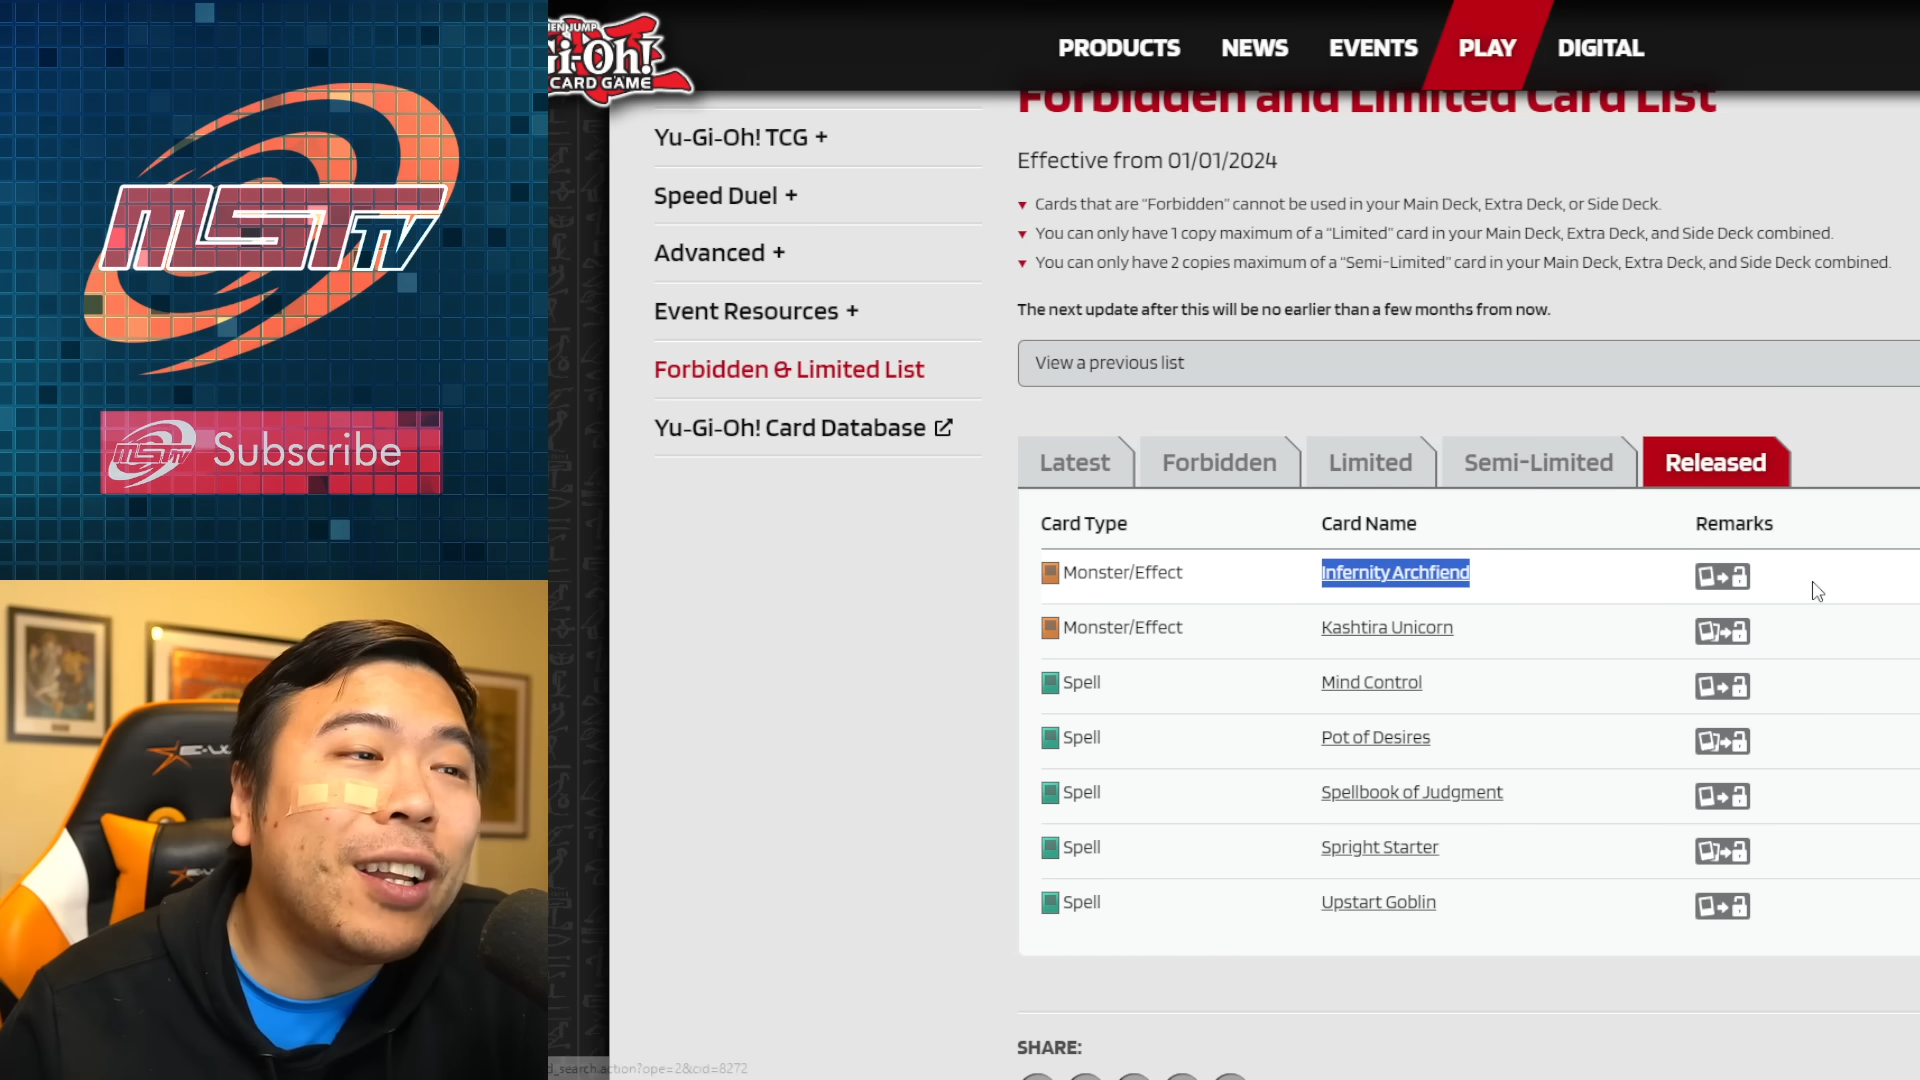 MSTTV
MSTTV Subscribe
Gi-Oh!
CARD GAME
PRODUCTS NEWS EVENTS PLAY DIGITAL
Forbidden and Limited Card List
Yu-Gi-Oh! TCG +
Speed Duel +
Advanced +
Event Resources +
Forbidden & Limited List
Yu-Gi-Oh! Card Database
Effective from 01/01/2024
Cards that are "Forbidden" cannot be used in your Main Deck, Extra Deck, or Side Deck.
You can only have 1 copy maximum of a "Limited" card in your Main Deck, Extra Deck, and Side Deck combined.
You can only have 2 copies maximum of a "Semi-Limited" card in your Main Deck, Extra Deck, and Side Deck combined.
The next update after this will be no earlier than a few months from now.
View a previous list
Latest Forbidden Limited Semi-Limited Released
Card Type Card Name Remarks
Monster/Effect Infernity Archfiend
Monster/Effect Kashtira Unicorn
Spell Mind Control
Spell Pot of Desires
Spell Spellbook of Judgment
Spell Spright Starter
Spell Upstart Goblin
SHARE:
d_search.action?ope=2&cid=8272